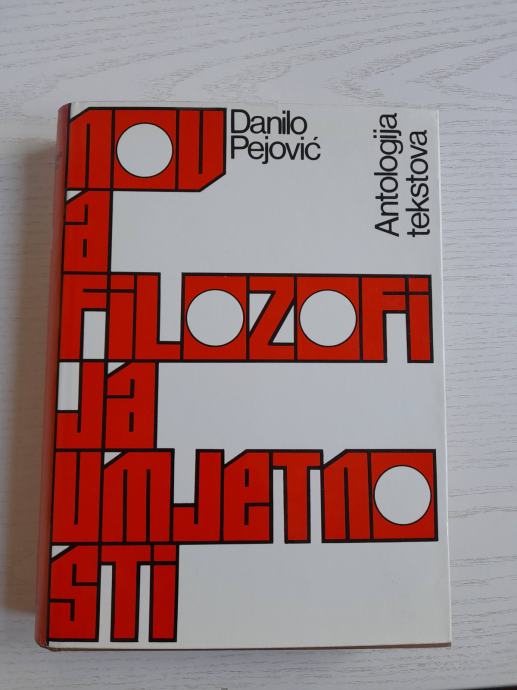 nov
a
filozofi
ja
umjetno
sti
Danilo
Pejović
Antologija
tekstova